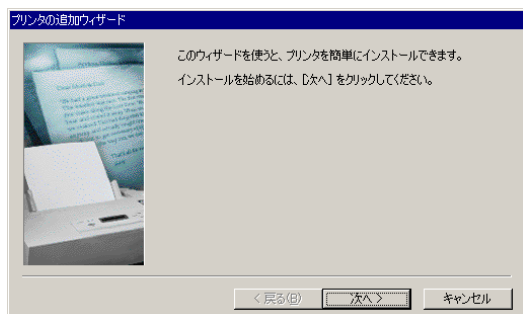 プリンタの追加ウィザード
このウィザードを使うと、プリンタを簡単にインストールできます。
インストールを始めるには、[次へ] をクリックしてください。
< 戻る(B)
次へ >
キャンセル